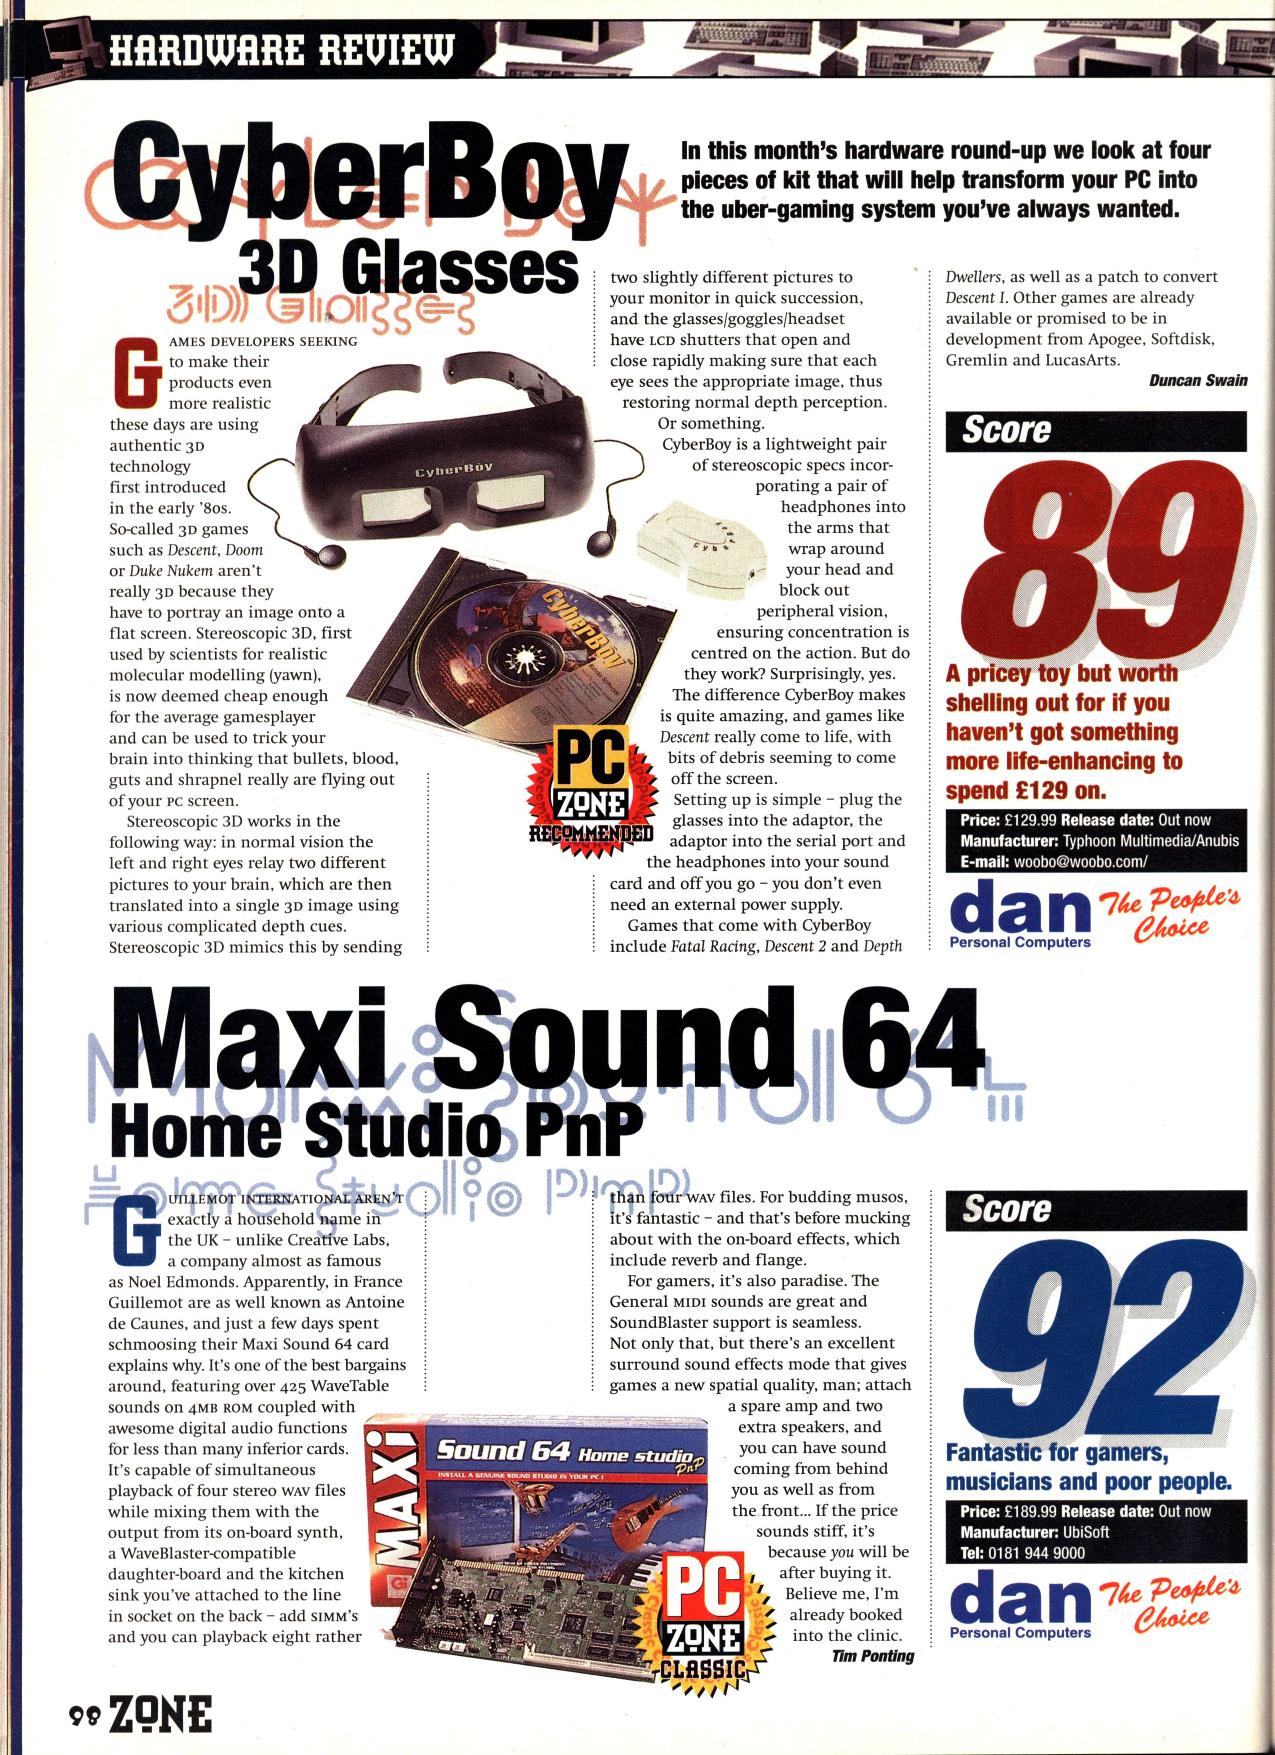 HARDWARE REVIEW
CyberBoy
3D Glasses
In this month's hardware round-up we look at four
pieces of kit that will help transform your PC into
the uber-gaming system you've always wanted.
GAMES DEVELOPERS SEEKING
to make their
products even
more realistic
these days are using
authentic 3D
technology
first introduced
in the early '80s.
So-called 3D games
such as Descent, Doom
or Duke Nukem aren't
really 3D because they
have to portray an image onto a
flat screen. Stereoscopic 3D, first
used by scientists for realistic
molecular modelling (yawn),
is now deemed cheap enough
for the average gamesplayer
and can be used to trick your
brain into thinking that bullets, blood,
guts and shrapnel really are flying out
of your PC screen.
Stereoscopic 3D works in the
following way: in normal vision the
left and right eyes relay two different
pictures to your brain, which are then
translated into a single 3D image using
various complicated depth cues.
Stereoscopic 3D mimics this by sending
CyberBoy
CyberBoy
PC
ZONE
RECOMMENDED
two slightly different pictures to
your monitor in quick succession,
and the glasses/goggles/headset
have LCD shutters that open and
close rapidly making sure that each
eye sees the appropriate image, thus
restoring normal depth perception.
Or something.
CyberBoy is a lightweight pair
of stereoscopic specs incor-
porating a pair of
headphones into
the arms that
wrap around
your head and
block out
peripheral vision,
ensuring concentration is
centred on the action. But do
they work? Surprisingly, yes.
The difference CyberBoy makes
is quite amazing, and games like
Descent really come to life, with
bits of debris seeming to come
off the screen.
Setting up is simple – plug the
glasses into the adaptor, the
adaptor into the serial port and
the headphones into your sound
card and off you go – you don't even
need an external power supply.
Games that come with CyberBoy
include Fatal Racing, Descent 2 and Depth
Dwellers, as well as a patch to convert
Descent I. Other games are already
available or promised to be in
development from Apogee, Softdisk,
Gremlin and LucasArts.
Duncan Swain
Score
89
A pricey toy but worth
shelling out for if you
haven't got something
more life-enhancing to
spend £129 on.
Price: £129.99 Release date: Out now
Manufacturer: Typhoon Multimedia/Anubis
E-mail: woobo@woobo.com/
dan The People's
Personal Computers Choice
Maxi Sound 64
Home Studio PnP
GUILLEMOT INTERNATIONAL AREN'T
exactly a household name in
the UK – unlike Creative Labs,
a company almost as famous
as Noel Edmonds. Apparently, in France
Guillemot are as well known as Antoine
de Caunes, and just a few days spent
schmoosing their Maxi Sound 64 card
explains why. It's one of the best bargains
around, featuring over 425 WaveTable
sounds on 4MB ROM coupled with
awesome digital audio functions
for less than many inferior cards.
It's capable of simultaneous
playback of four stereo WAV files
while mixing them with the
output from its on-board synth,
a WaveBlaster-compatible
daughter-board and the kitchen
sink you've attached to the line
in socket on the back – add SIMM's
and you can playback eight rather
MAXi
Sound 64 Home studio
PnP
INSTALL A GENUINE SOUND STUDIO IN YOUR PC !
PC
ZONE
CLASSIC
than four WAV files. For budding musos,
it's fantastic – and that's before mucking
about with the on-board effects, which
include reverb and flange.
For gamers, it's also paradise. The
General MIDI sounds are great and
SoundBlaster support is seamless.
Not only that, but there's an excellent
surround sound effects mode that gives
games a new spatial quality, man; attach
a spare amp and two
extra speakers, and
you can have sound
coming from behind
you as well as from
the front... If the price
sounds stiff, it's
because you will be
after buying it.
Believe me, I'm
already booked
into the clinic.
Tim Ponting
Score
92
Fantastic for gamers,
musicians and poor people.
Price: £189.99 Release date: Out now
Manufacturer: UbiSoft
Tel: 0181 944 9000
dan The People's
Personal Computers Choice
98 ZONE